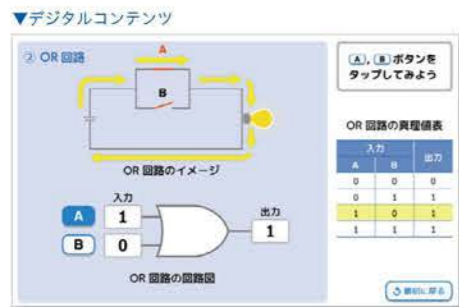 ▼デジタルコンテンツ
② OR 回路
A
B
OR 回路のイメージ
A , B ボタンを
タップしてみよう
OR 回路の真理値表
入力 出力
A B
0 0 0
0 1 1
1 0 1
1 1 1
入力
A 1
B 0
出力
1
OR 回路の回路図
最初に戻る